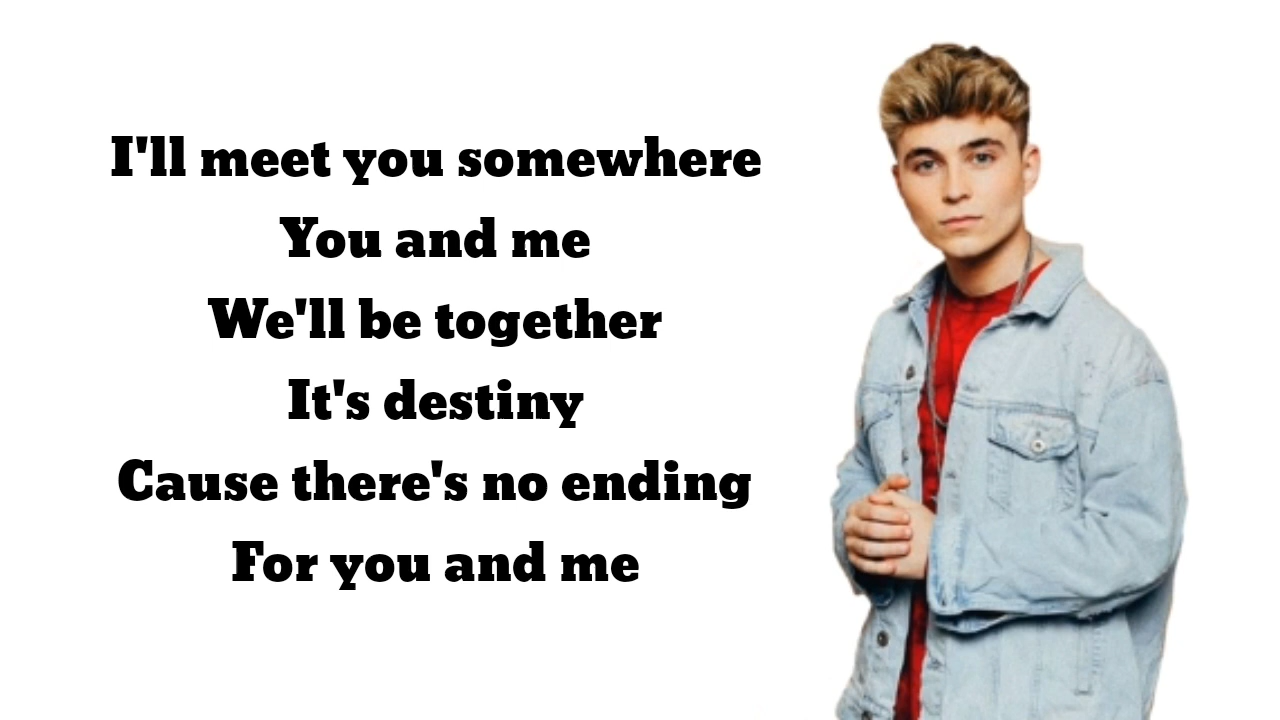 I'll meet you somewhere
You and me
We'll be together
It's destiny
Cause there's no ending
For you and me